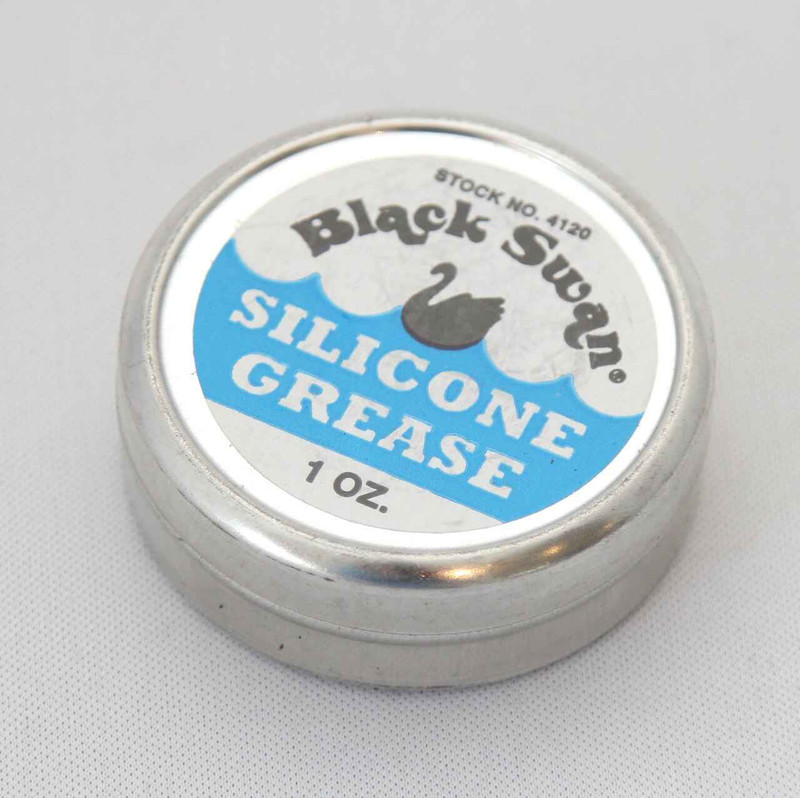 STOCK NO. 4120
Black Swan®
SILICONE
GREASE
1 OZ.